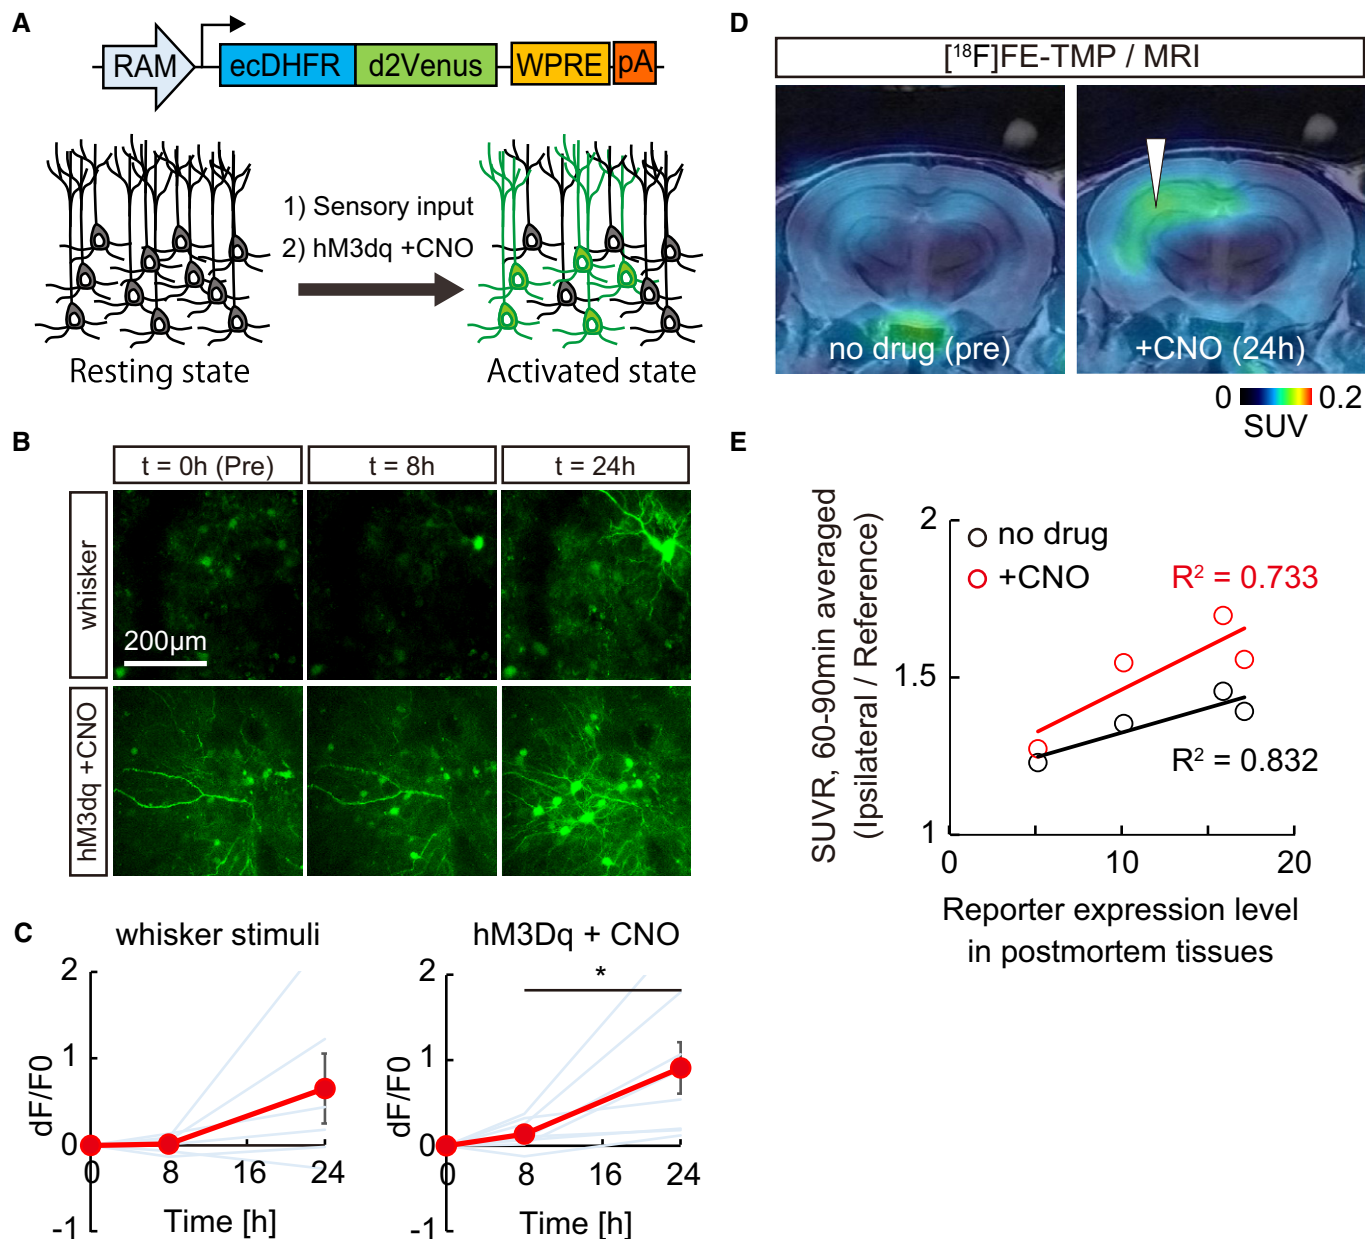 A
RAM ecDHFR d2Venus WPRE pA
1) Sensory input
2) hM3dq +CNO
Resting state
Activated state
B
t = 0h (Pre)
t = 8h
t = 24h
whisker
200μm
hM3dq +CNO
C
whisker stimuli
2
1
0
-1
dF/F0
0 8 16 24
Time [h]
hM3Dq + CNO
*
2
1
0
-1
dF/F0
0 8 16 24
Time [h]
D
[¹⁸F]FE-TMP / MRI
no drug (pre)
+CNO (24h)
0 0.2
SUV
E
SUVR, 60-90min averaged
(Ipsilateral / Reference)
2
1.5
1
no drug
+CNO
R² = 0.733
R² = 0.832
0 10 20
Reporter expression level
in postmortem tissues